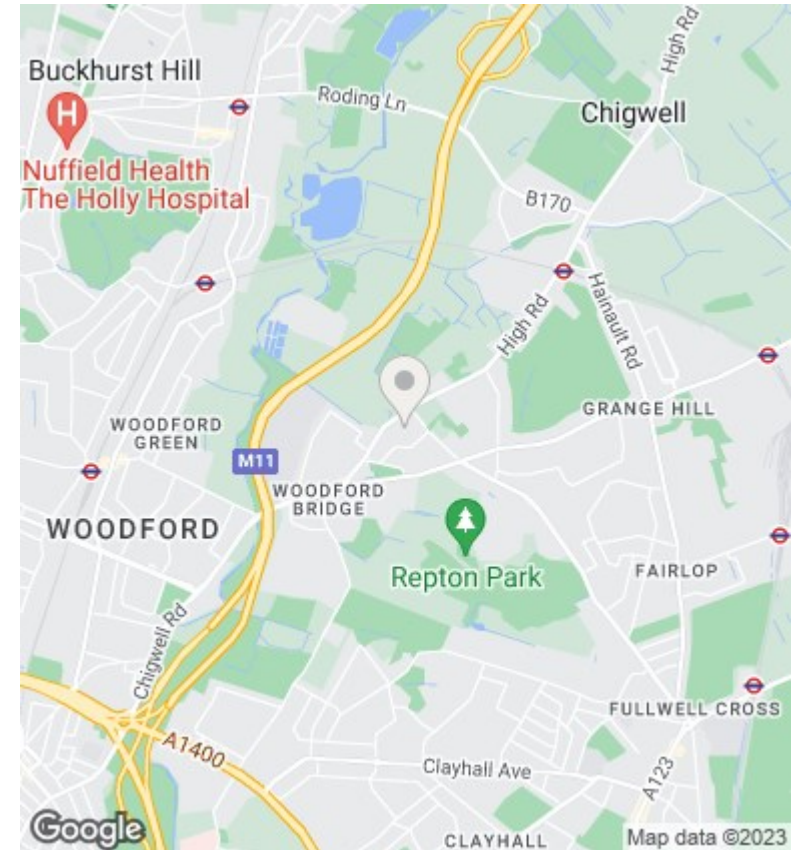 Buckhurst Hill
High Rd
Roding Ln
Chigwell
H
Nuffield Health
The Holly Hospital
B170
Hainault Rd
High Rd
GRANGE HILL
WOODFORD
GREEN
M11
WOODFORD
BRIDGE
WOODFORD
Repton Park
FAIRLOP
Chigwell Rd
FULLWELL CROSS
A1400
Clayhall Ave
A123
Google
CLAYHALL
Map data ©2023